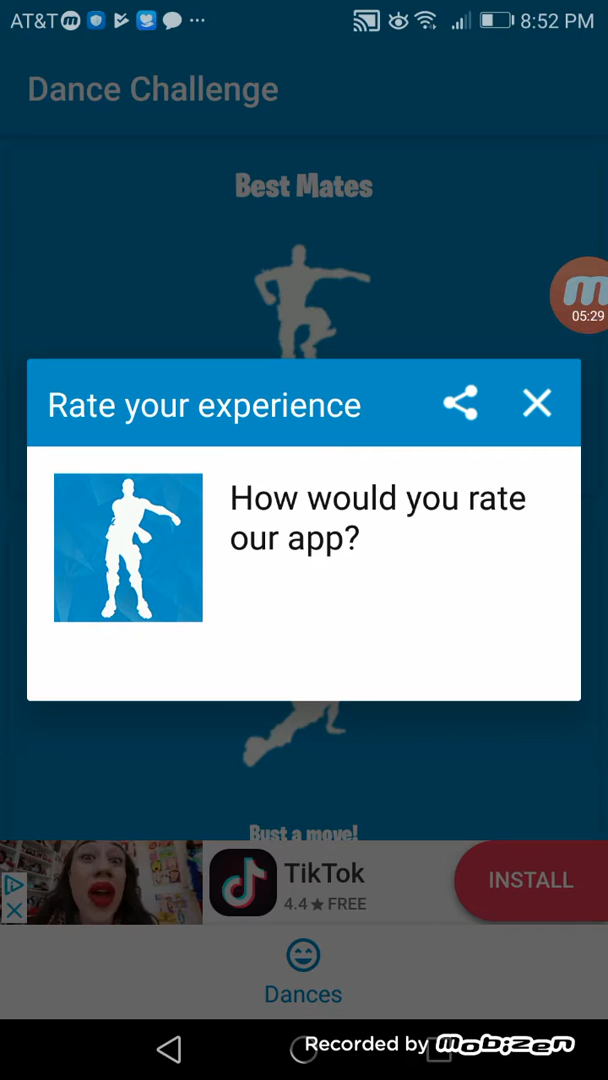 AT&T 8:52 PM
Dance Challenge
Best Mates
m
05:29
Rate your experience
How would you rate
our app?
Bust a move!
TikTok
4.4★ FREE
INSTALL
Dances
Recorded by mobizen